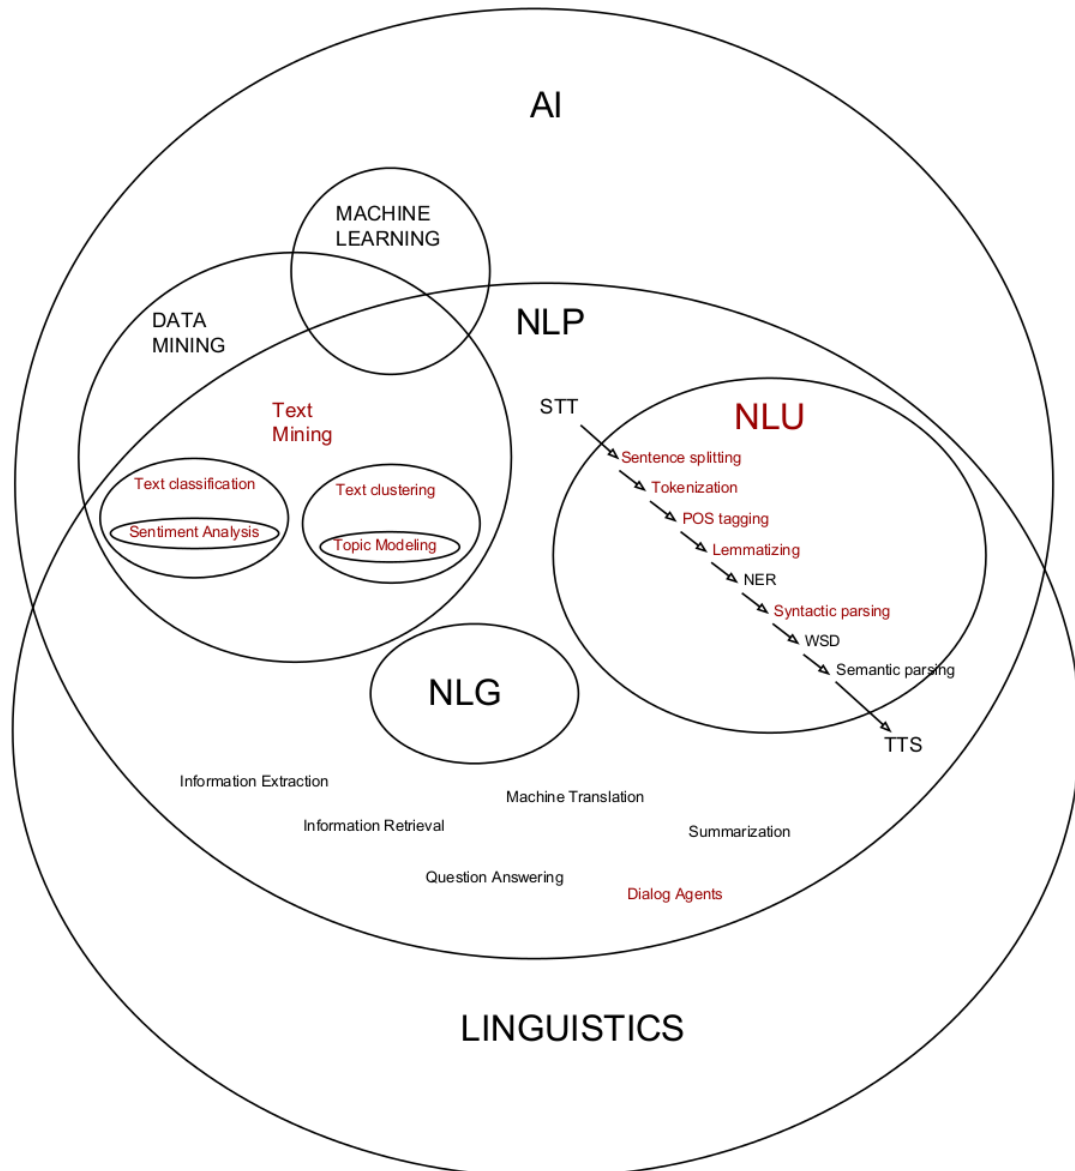 AI
MACHINE
LEARNING
DATA
MINING
NLP
Text
Mining
STT
NLU
Sentence splitting
Text classification
Text clustering
Tokenization
POS tagging
Sentiment Analysis
Topic Modeling
Lemmatizing
NER
Syntactic parsing
WSD
Semantic parsing
NLG
TTS
Information Extraction
Machine Translation
Information Retrieval
Summarization
Question Answering
Dialog Agents
LINGUISTICS